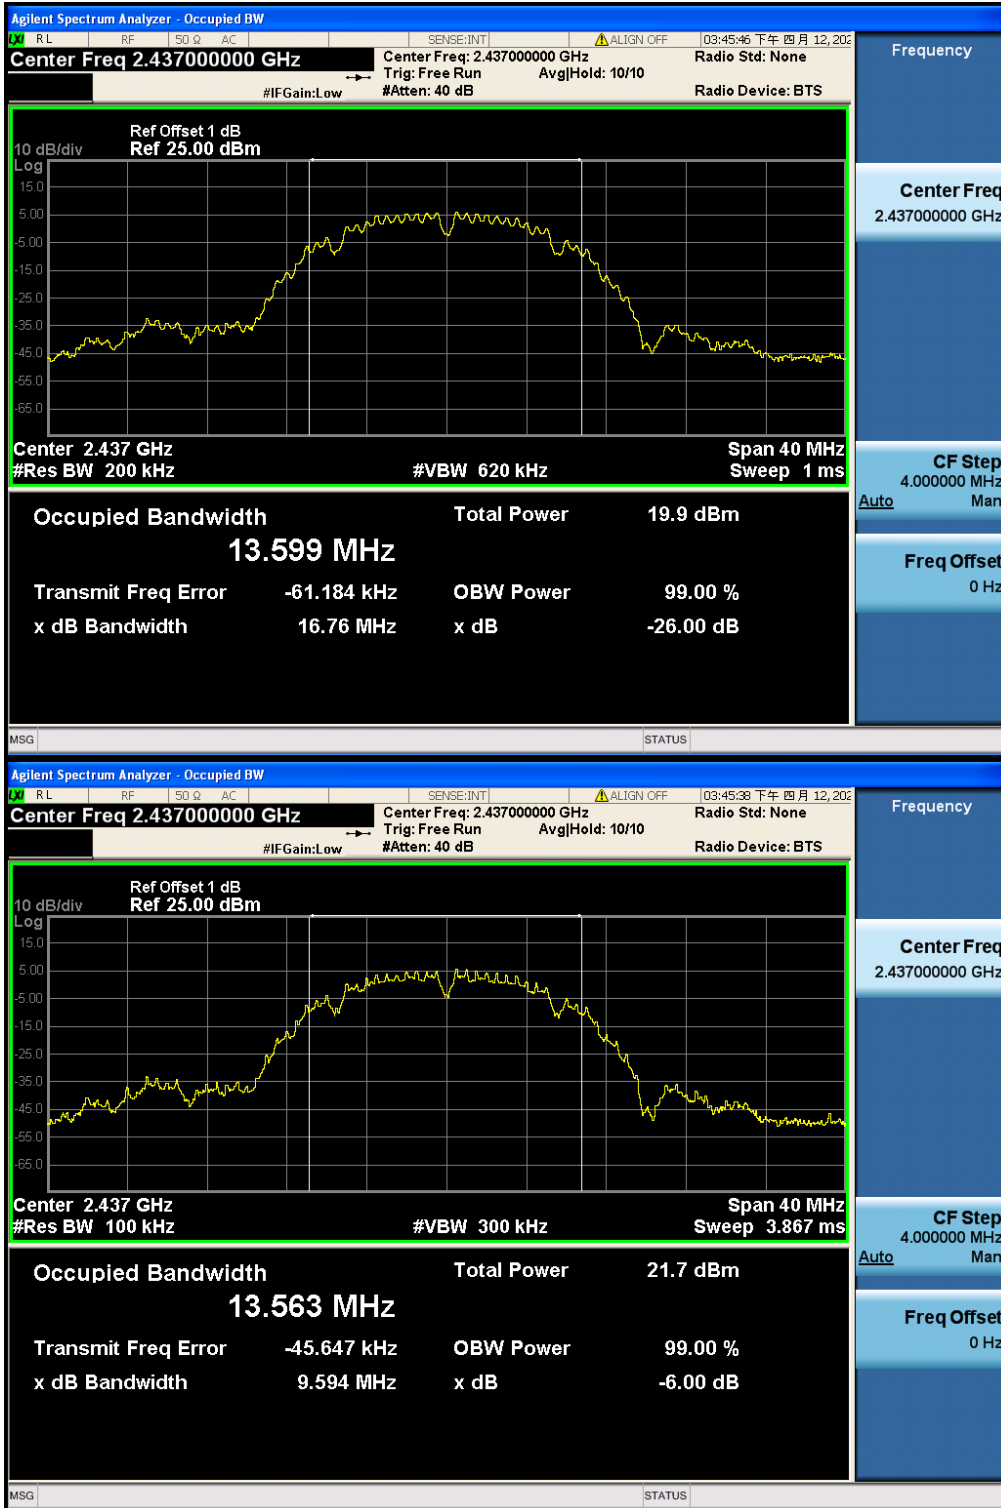 Agilent Spectrum Analyzer - Occupied BW
LXI RL RF 50 Ω AC SENSE:INT ALIGN OFF 03:45:46 下午 四月 12, 202
Center Freq 2.437000000 GHz
Center Freq: 2.437000000 GHz Radio Std: None
Trig: Free Run Avg|Hold: 10/10
#IFGain:Low #Atten: 40 dB Radio Device: BTS
Frequency
Ref Offset 1 dB
10 dB/div Ref 25.00 dBm
Log
15.0
5.00
-5.00
-15.0
-25.0
-35.0
-45.0
-55.0
-65.0
Center 2.437 GHz Span 40 MHz
#Res BW 200 kHz #VBW 620 kHz Sweep 1 ms
Center Freq
2.437000000 GHz
CF Step
4.000000 MHz
Auto Man
Freq Offset
0 Hz
Occupied Bandwidth Total Power 19.9 dBm
13.599 MHz
Transmit Freq Error -61.184 kHz OBW Power 99.00 %
x dB Bandwidth 16.76 MHz x dB -26.00 dB
MSG STATUS
Agilent Spectrum Analyzer - Occupied BW
LXI RL RF 50 Ω AC SENSE:INT ALIGN OFF 03:45:38 下午 四月 12, 202
Center Freq 2.437000000 GHz
Center Freq: 2.437000000 GHz Radio Std: None
Trig: Free Run Avg|Hold: 10/10
#IFGain:Low #Atten: 40 dB Radio Device: BTS
Frequency
Ref Offset 1 dB
10 dB/div Ref 25.00 dBm
Log
15.0
5.00
-5.00
-15.0
-25.0
-35.0
-45.0
-55.0
-65.0
Center 2.437 GHz Span 40 MHz
#Res BW 100 kHz #VBW 300 kHz Sweep 3.867 ms
Center Freq
2.437000000 GHz
CF Step
4.000000 MHz
Auto Man
Freq Offset
0 Hz
Occupied Bandwidth Total Power 21.7 dBm
13.563 MHz
Transmit Freq Error -45.647 kHz OBW Power 99.00 %
x dB Bandwidth 9.594 MHz x dB -6.00 dB
MSG STATUS